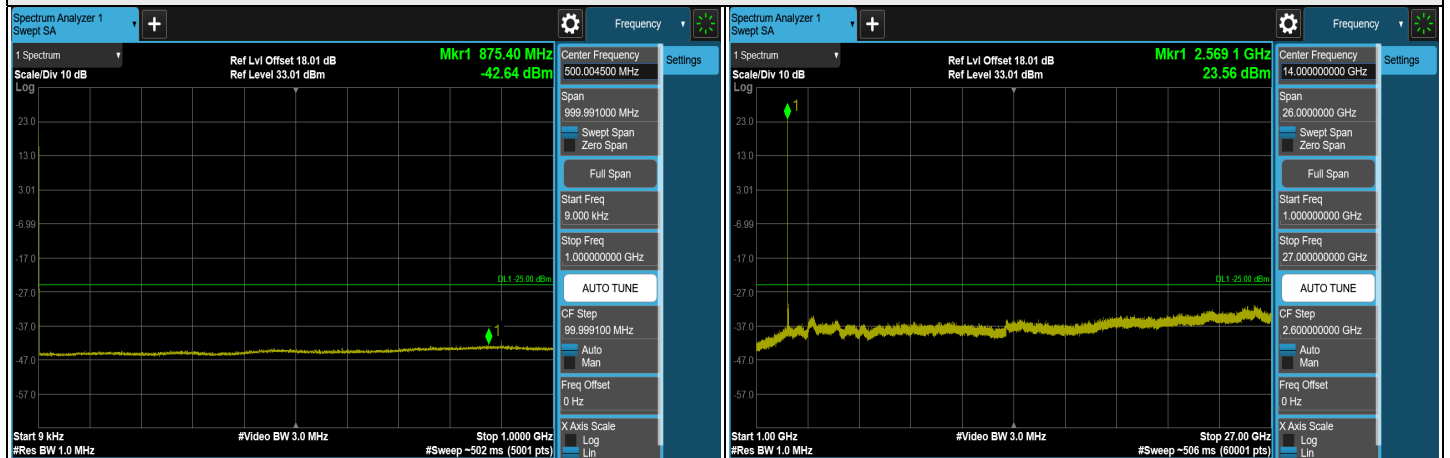 Spectrum Analyzer 1
Swept SA
+
Frequency
1 Spectrum
Scale/Div 10 dB
Log
Ref Lvl Offset 18.01 dB
Ref Level 33.01 dBm
Mkr1 875.40 MHz
-42.64 dBm
23.0
13.0
3.01
-6.99
-17.0
-27.0
-37.0
-47.0
-57.0
DL1 -25.00 dBm
1
Start 9 kHz
#Res BW 1.0 MHz
#Video BW 3.0 MHz
Stop 1.0000 GHz
#Sweep ~502 ms (5001 pts)
Center Frequency
500.004500 MHz
Span
999.991000 MHz
Swept Span
Zero Span
Full Span
Start Freq
9.000 kHz
Stop Freq
1.000000000 GHz
AUTO TUNE
CF Step
99.999100 MHz
Auto
Man
Freq Offset
0 Hz
X Axis Scale
Log
Lin
Settings
Spectrum Analyzer 1
Swept SA
+
Frequency
1 Spectrum
Scale/Div 10 dB
Log
Ref Lvl Offset 18.01 dB
Ref Level 33.01 dBm
Mkr1 2.569 1 GHz
23.56 dBm
1
23.0
13.0
3.01
-6.99
-17.0
-27.0
-37.0
-47.0
-57.0
DL1 -25.00 dBm
Start 1.00 GHz
#Res BW 1.0 MHz
#Video BW 3.0 MHz
Stop 27.00 GHz
#Sweep ~506 ms (60001 pts)
Center Frequency
14.000000000 GHz
Span
26.0000000 GHz
Swept Span
Zero Span
Full Span
Start Freq
1.000000000 GHz
Stop Freq
27.000000000 GHz
AUTO TUNE
CF Step
2.600000000 GHz
Auto
Man
Freq Offset
0 Hz
X Axis Scale
Log
Lin
Settings